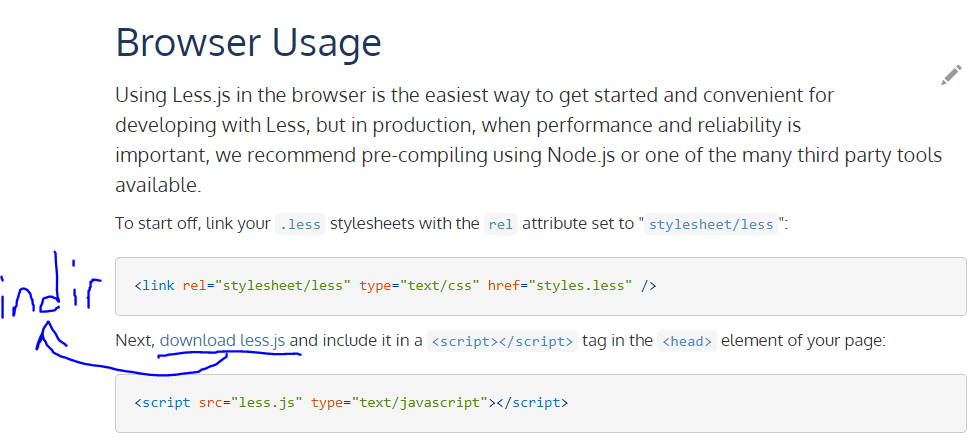 Browser Usage
Using Less.js in the browser is the easiest way to get started and convenient for
developing with Less, but in production, when performance and reliability is
important, we recommend pre-compiling using Node.js or one of the many third party tools
available.
To start off, link your .less stylesheets with the rel attribute set to "stylesheet/less":
<link rel="stylesheet/less" type="text/css" href="styles.less" />
indir
Next, download less.js and include it in a <script></script> tag in the <head> element of your page:
<script src="less.js" type="text/javascript"></script>